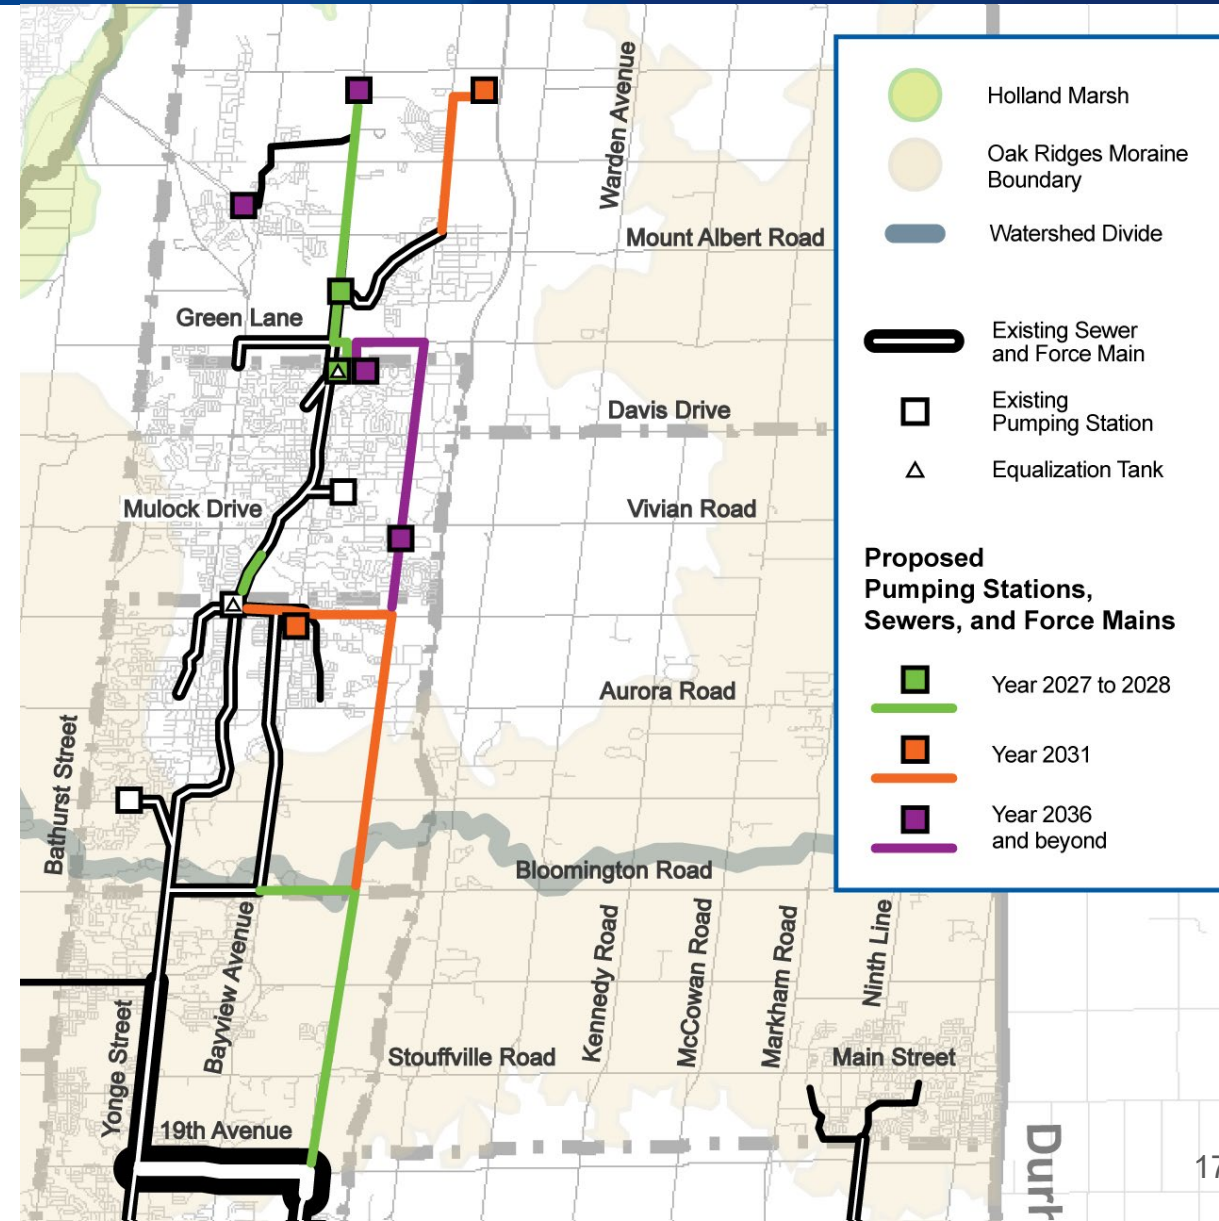 Warden Avenue
Mount Albert Road
Green Lane
Davis Drive
Mulock Drive
Vivian Road
Aurora Road
Bathurst Street
Bloomington Road
Bayview Avenue
Kennedy Road
McCowan Road
Markham Road
Ninth Line
Yonge Street
Stouffville Road
Main Street
19th Avenue
Holland Marsh
Oak Ridges Moraine
Boundary
Watershed Divide
Existing Sewer
and Force Main
Existing
Pumping Station
Equalization Tank
Proposed
Pumping Stations,
Sewers, and Force Mains
Year 2027 to 2028
Year 2031
Year 2036
and beyond
17